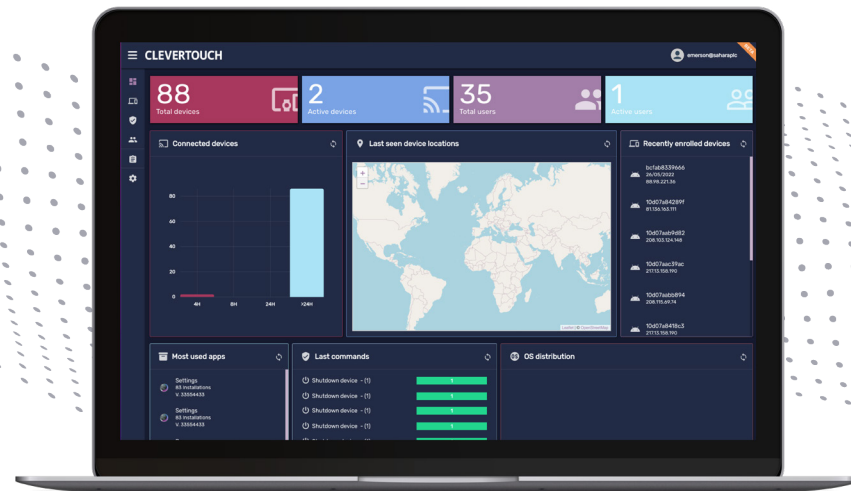 CLEVERTOUCH
emerson@saharaplc
BETA
88
Total devices
2
Active devices
35
Total users
1
Active users
Connected devices
80
60
40
20
0
4H
8H
24H
>24H
Last seen device locations
+
−
Leaflet | © OpenStreetMap
Recently enrolled devices
bcfab8339666
26/05/2022
88.98.221.36
10d07a84289f
81.136.163.111
10d07aab9d82
208.103.124.148
10d07aac39ac
217.13.158.190
10d07aabb894
208.115.69.74
10d07a8418c3
217.13.158.190
Most used apps
Settings
83 installations
V. 33554433
Settings
83 installations
V. 33554433
Last commands
Shutdown device - (1)
1
Shutdown device - (1)
1
Shutdown device - (1)
1
Shutdown device - (1)
1
OS distribution